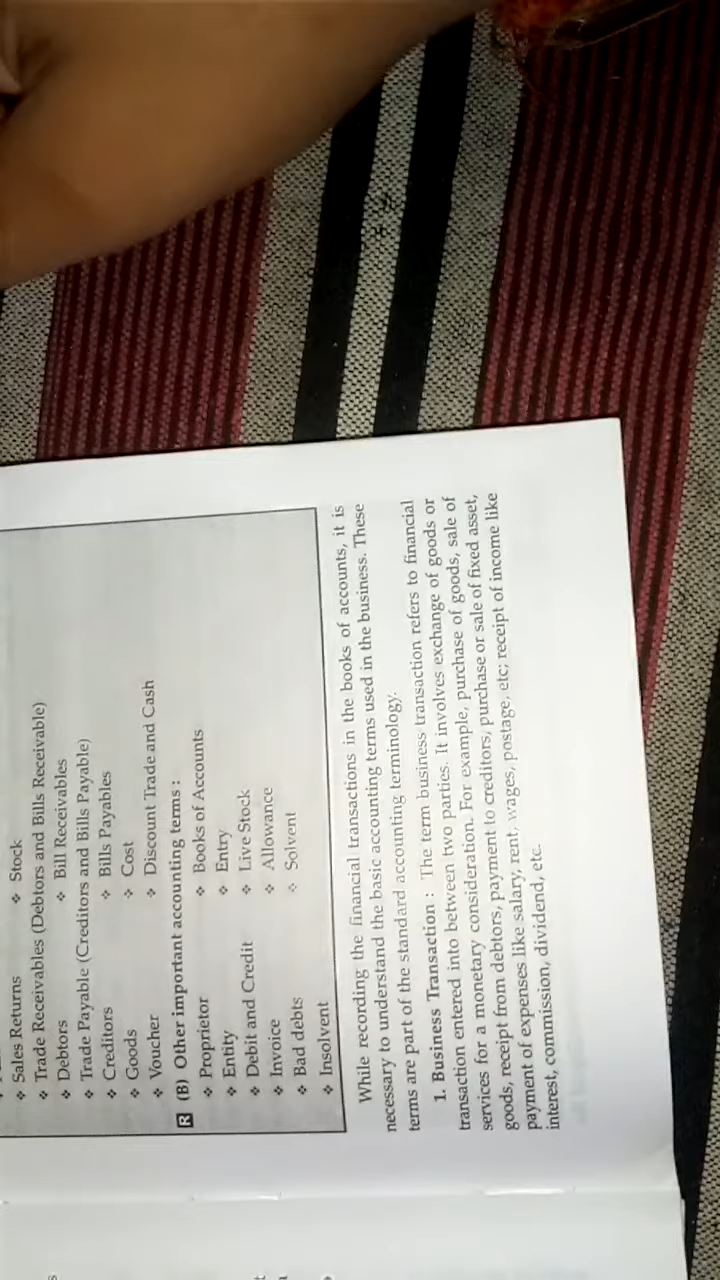 ❖ Sales Returns ❖ Stock
❖ Trade Receivables (Debtors and Bills Receivable)
❖ Debtors ❖ Bill Receivables
❖ Trade Payable (Creditors and Bills Payable)
❖ Creditors ❖ Bills Payables
❖ Goods ❖ Cost
❖ Voucher ❖ Discount Trade and Cash
R (B) Other important accounting terms :
❖ Proprietor ❖ Books of Accounts
❖ Entity ❖ Entry
❖ Debit and Credit ❖ Live Stock
❖ Invoice ❖ Allowance
❖ Bad debts ❖ Solvent
❖ Insolvent
While recording the financial transactions in the books of accounts, it is
necessary to understand the basic accounting terms used in the business. These
terms are part of the standard accounting terminology.
1. Business Transaction : The term business transaction refers to financial
transaction entered into between two parties. It involves exchange of goods or
services for a monetary consideration. For example, purchase of goods, sale of
goods, receipt from debtors, payment to creditors, purchase or sale of fixed asset,
payment of expenses like salary, rent, wages, postage, etc; receipt of income like
interest, commission, dividend, etc.